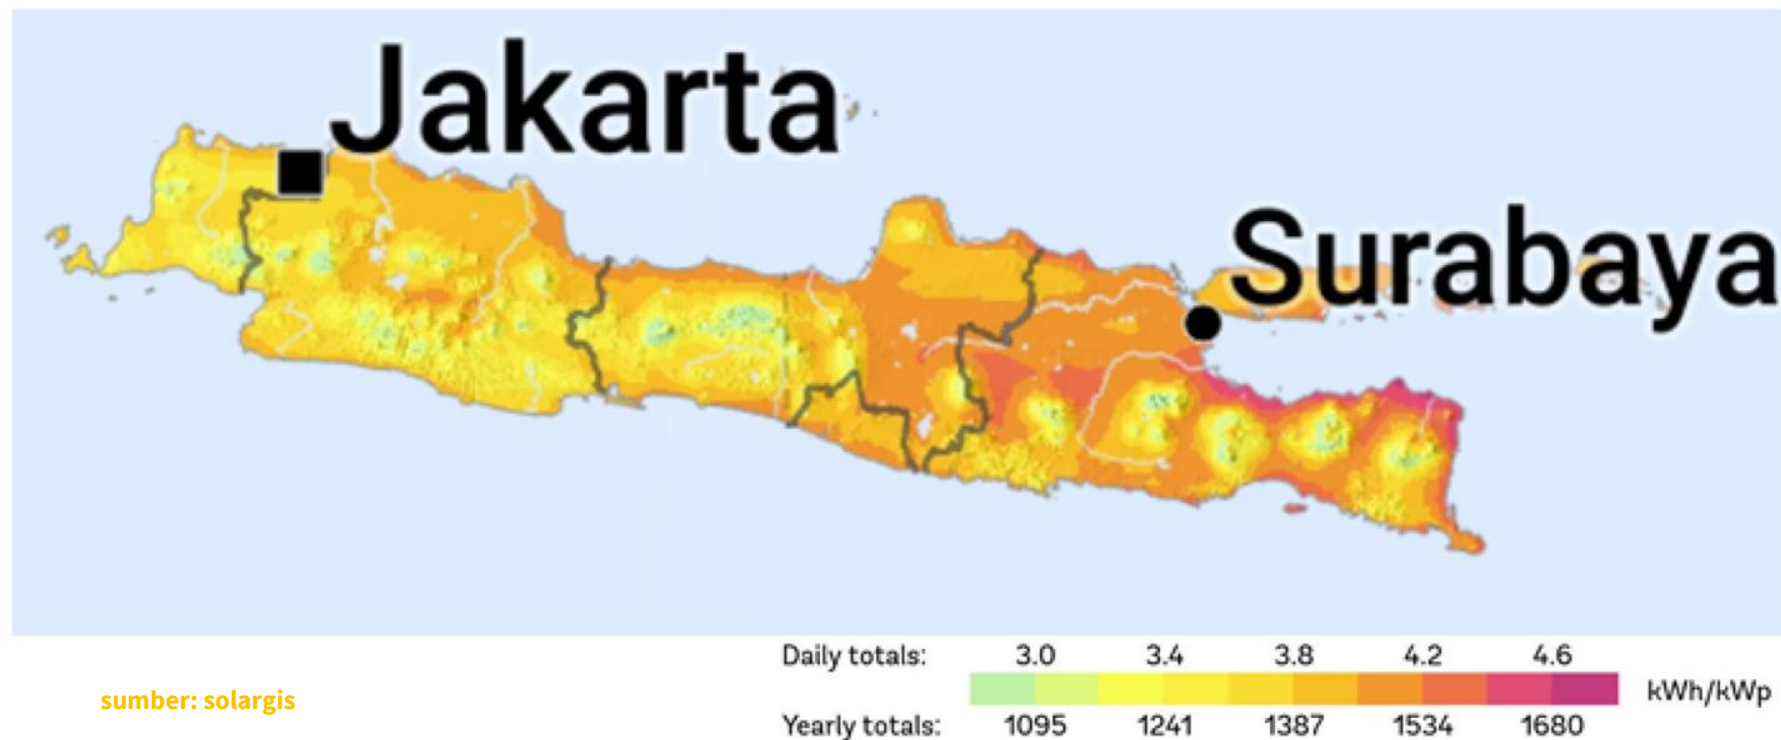 Jakarta
Surabaya
Daily totals: 3.0 3.4 3.8 4.2 4.6
kWh/kWp
sumber: solargis
Yearly totals: 1095 1241 1387 1534 1680